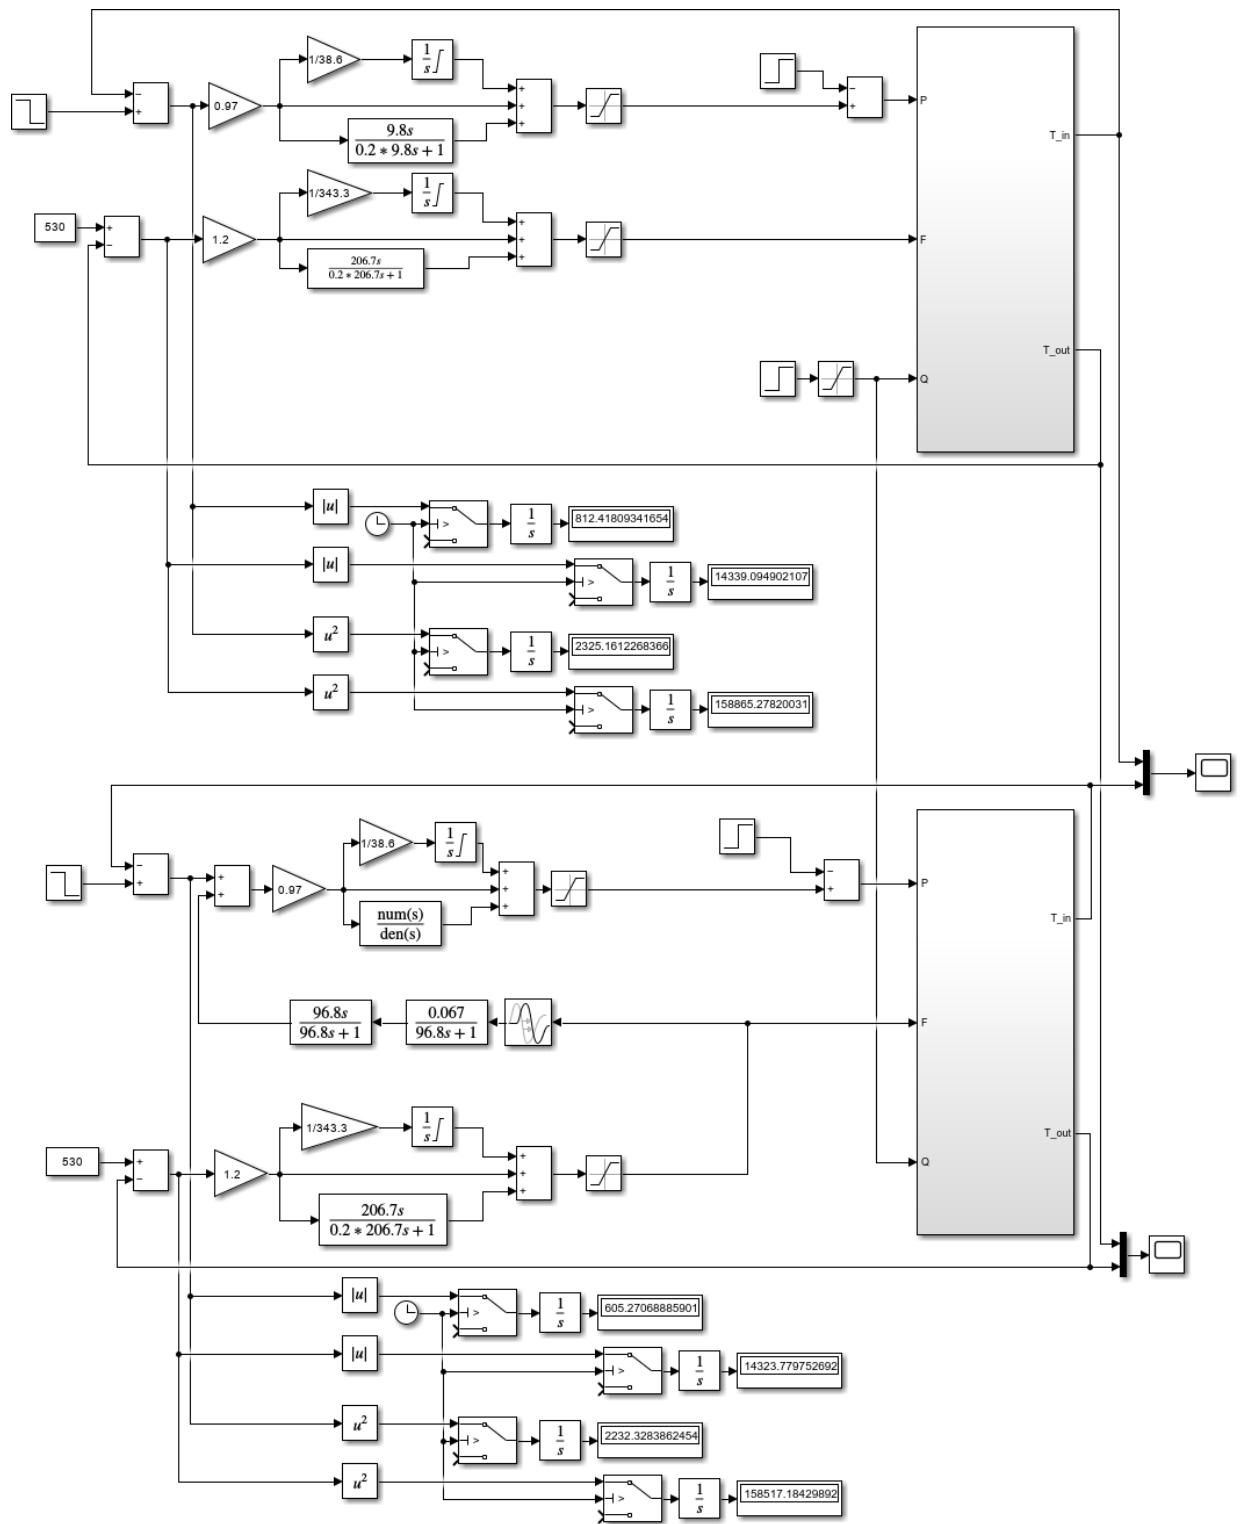 1/38.6
1
s
−
+
0.97
9.8s
0.2 * 9.8s + 1
+
+
+
−
+
P
T_in
1/343.3
1
s
530
+
−
1.2
206.7s
0.2 * 206.7s + 1
+
+
+
F
T_out
Q
|u|
>
1
s
812.41809341654
|u|
>
1
s
14339.094902107
u²
>
1
s
2325.1612268366
u²
>
1
s
158865.27820031
−
+
+
+
0.97
1/38.6
1
s
num(s)
den(s)
+
+
+
−
+
P
T_in
96.8s
96.8s + 1
0.067
96.8s + 1
F
1/343.3
1
s
530
+
−
1.2
206.7s
0.2 * 206.7s + 1
+
+
+
T_out
Q
|u|
>
1
s
605.27068885901
|u|
>
1
s
14323.779752692
u²
>
1
s
2232.3283862454
u²
>
1
s
158517.18429892